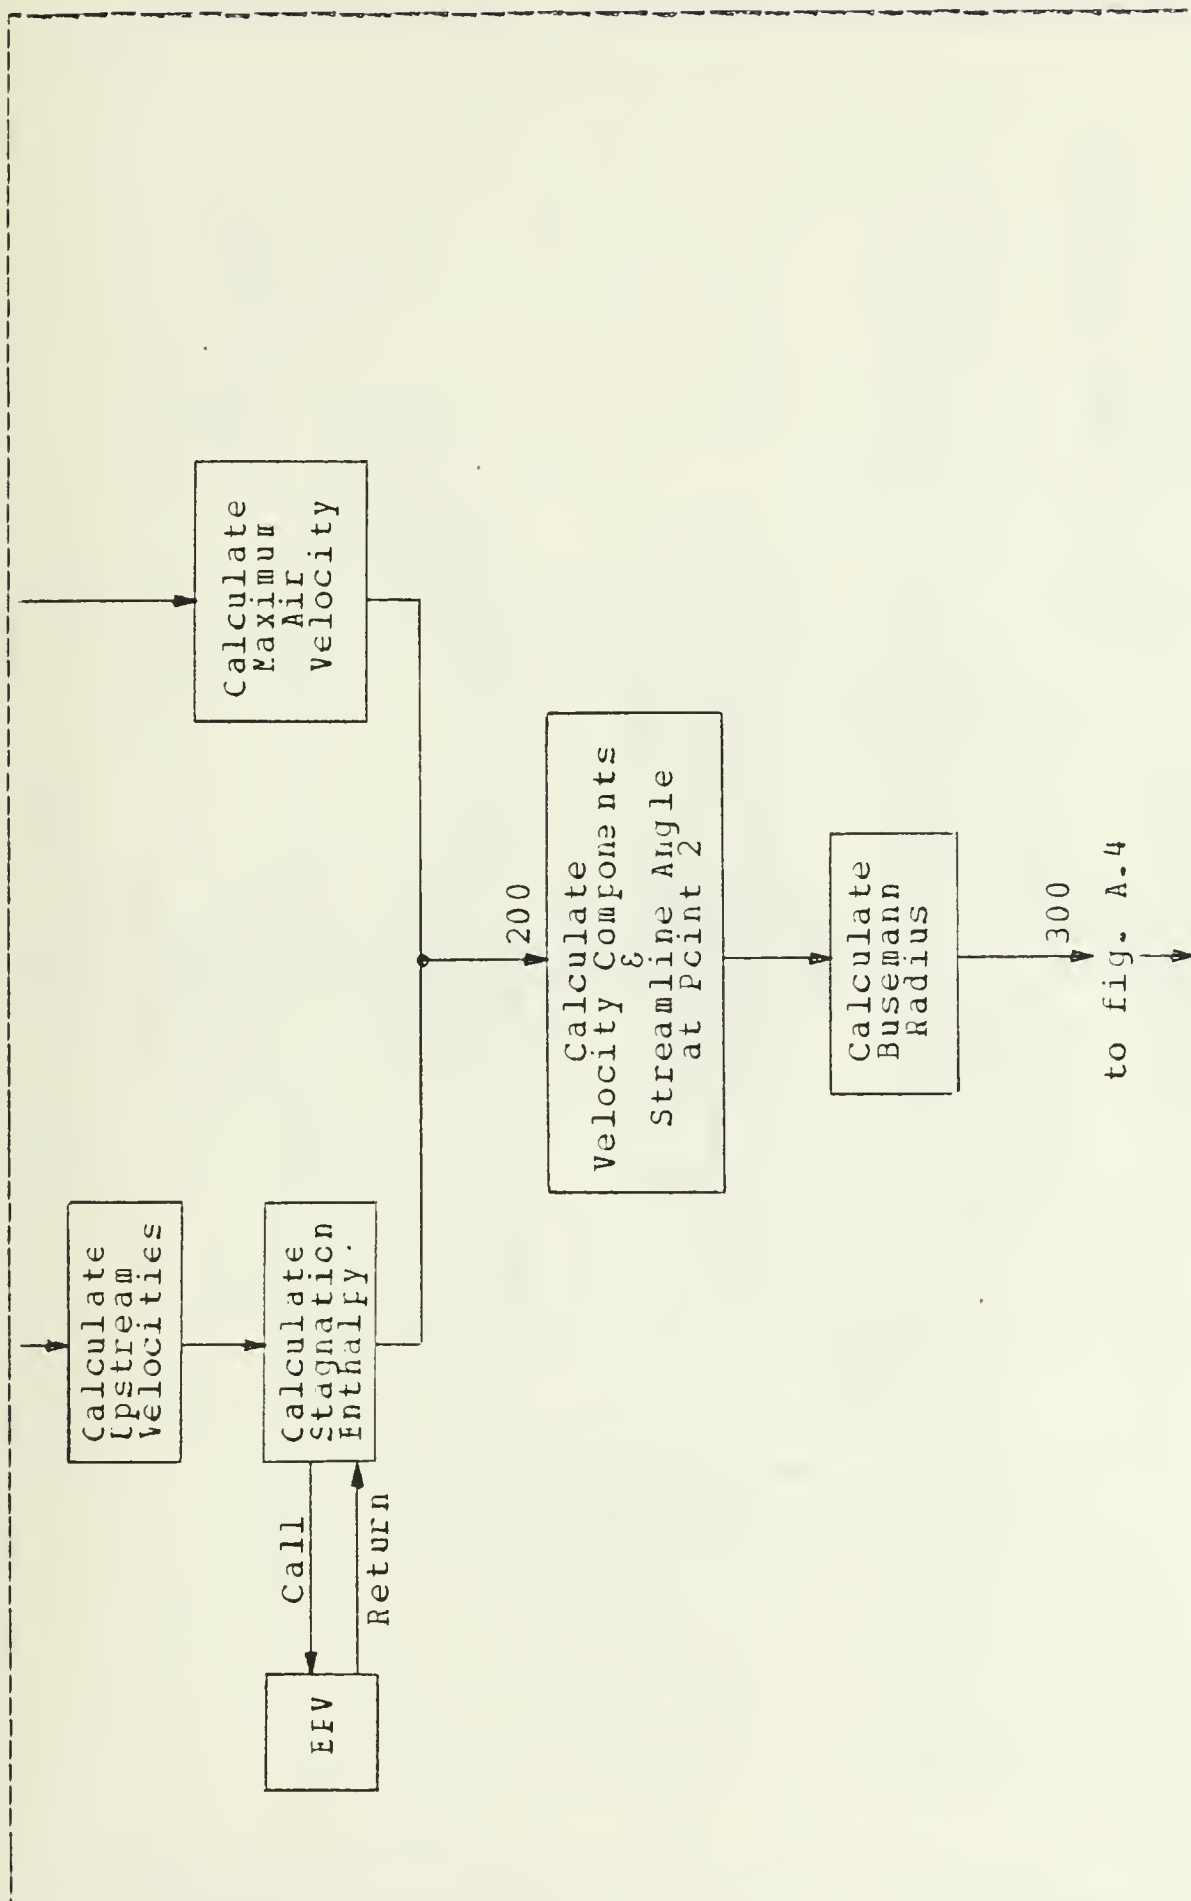 Calculate
Upstream
Velocities
Calculate
Stagnation
Enthalpy.
Call
Return
Calculate
Maximum
Air
Velocity
200
Calculate
Velocity Components
&
Streamline Angle
at Point 2
Calculate
Busemann
Radius
300
to fig. A.4